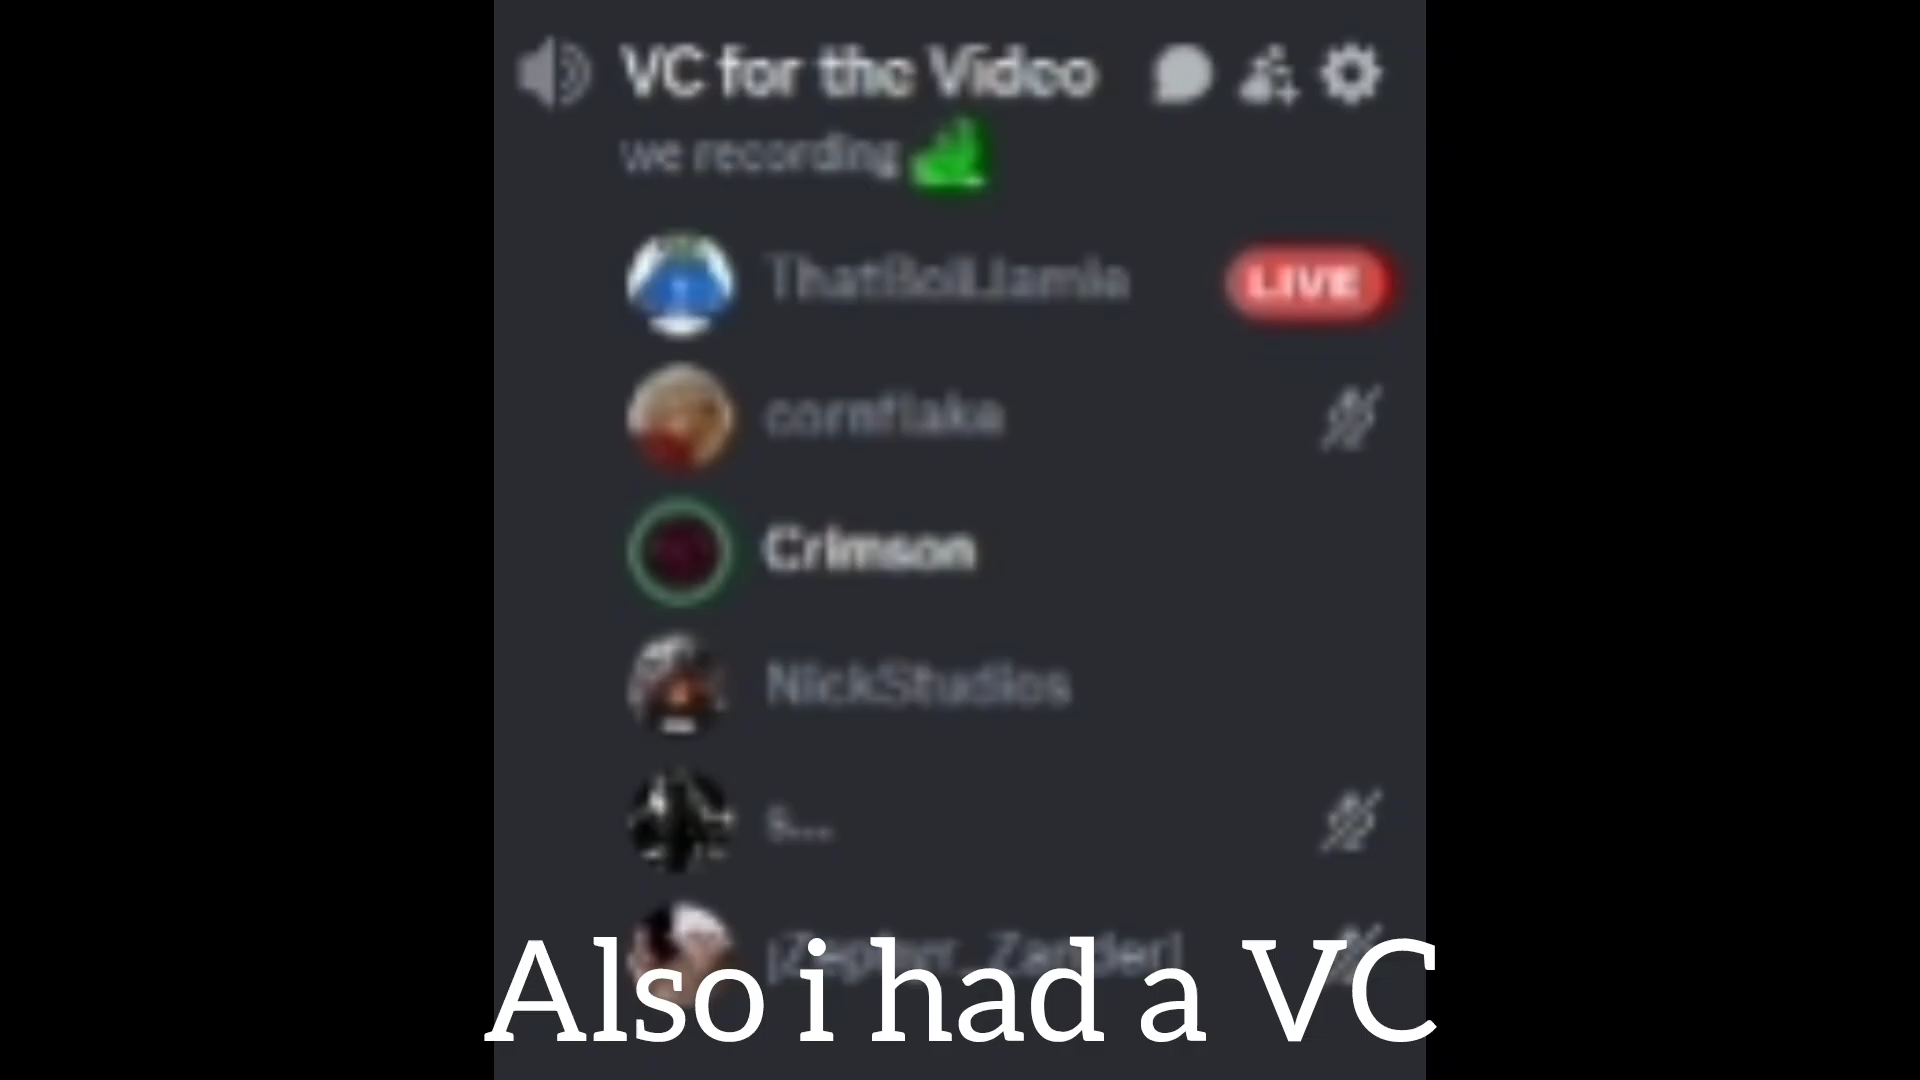 VC for the Video
we recording
ThatBoiLlamie LIVE
cornflake
Crimson
NickStudios
s...
Also i had a VC